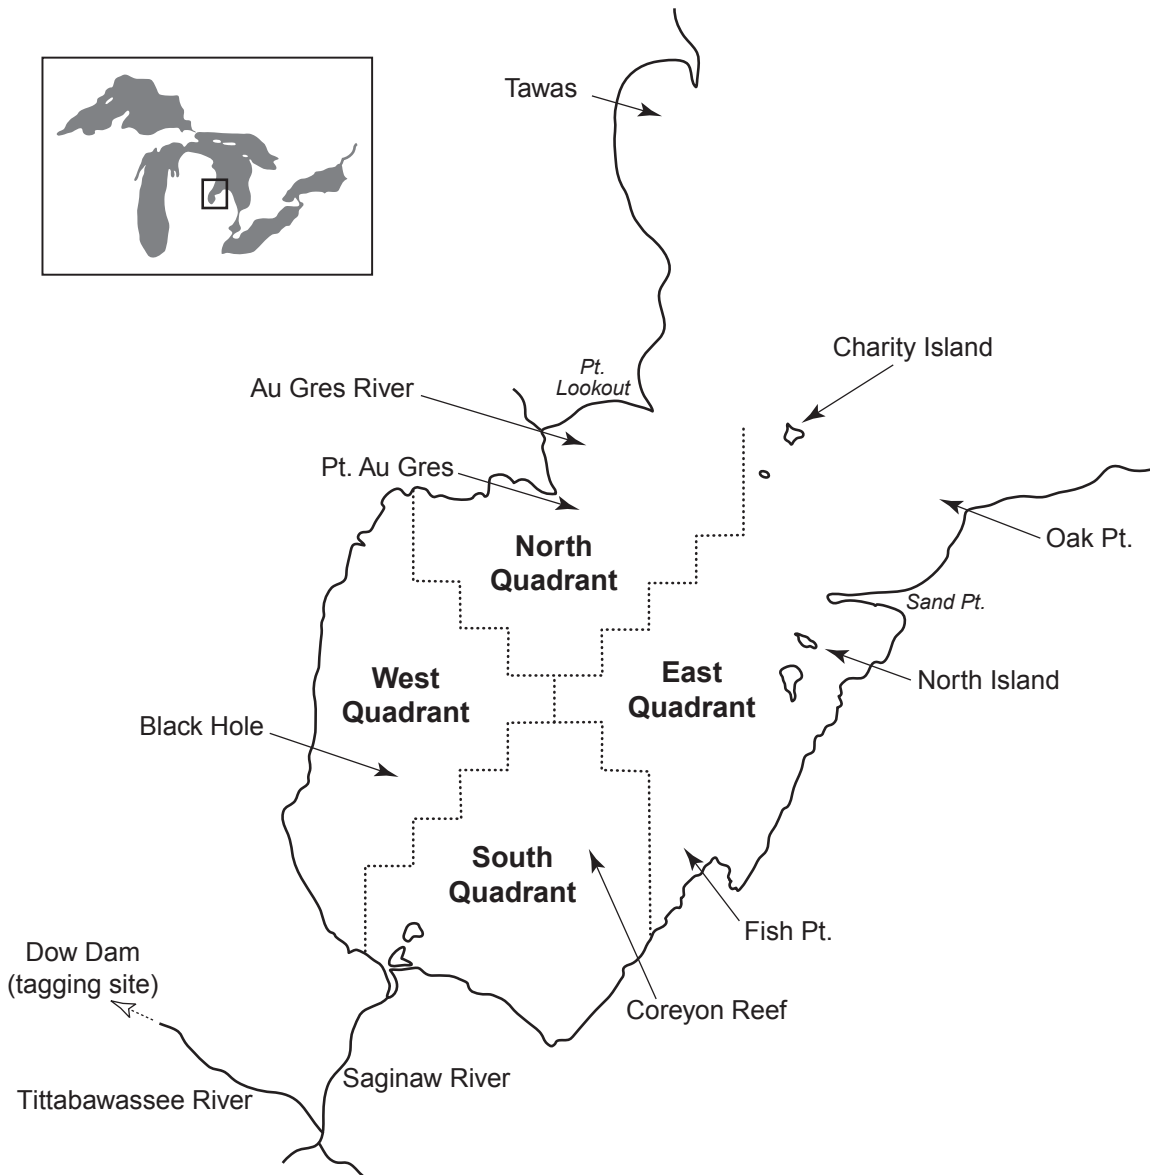 Tawas
Charity Island
Pt.
Lookout
Au Gres River
Pt. Au Gres
Oak Pt.
North
Quadrant
Sand Pt.
West
Quadrant
East
Quadrant
North Island
Black Hole
South
Quadrant
Fish Pt.
Dow Dam
(tagging site)
Coreyon Reef
Saginaw River
Tittabawassee River